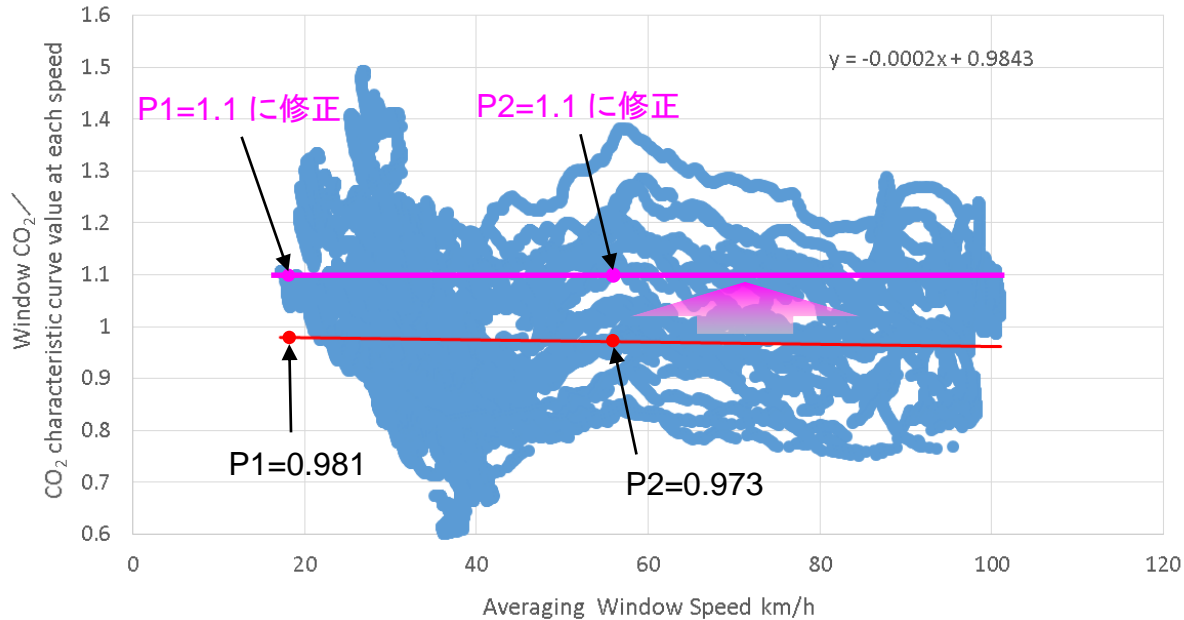 Window CO₂／
CO₂ characteristic curve value at each speed
1.6
1.5
1.4
1.3
1.2
1.1
1
0.9
0.8
0.7
0.6
y = -0.0002x + 0.9843
P1=1.1 に修正
P2=1.1 に修正
P1=0.981
P2=0.973
0
20
40
60
80
100
120
Averaging Window Speed km/h